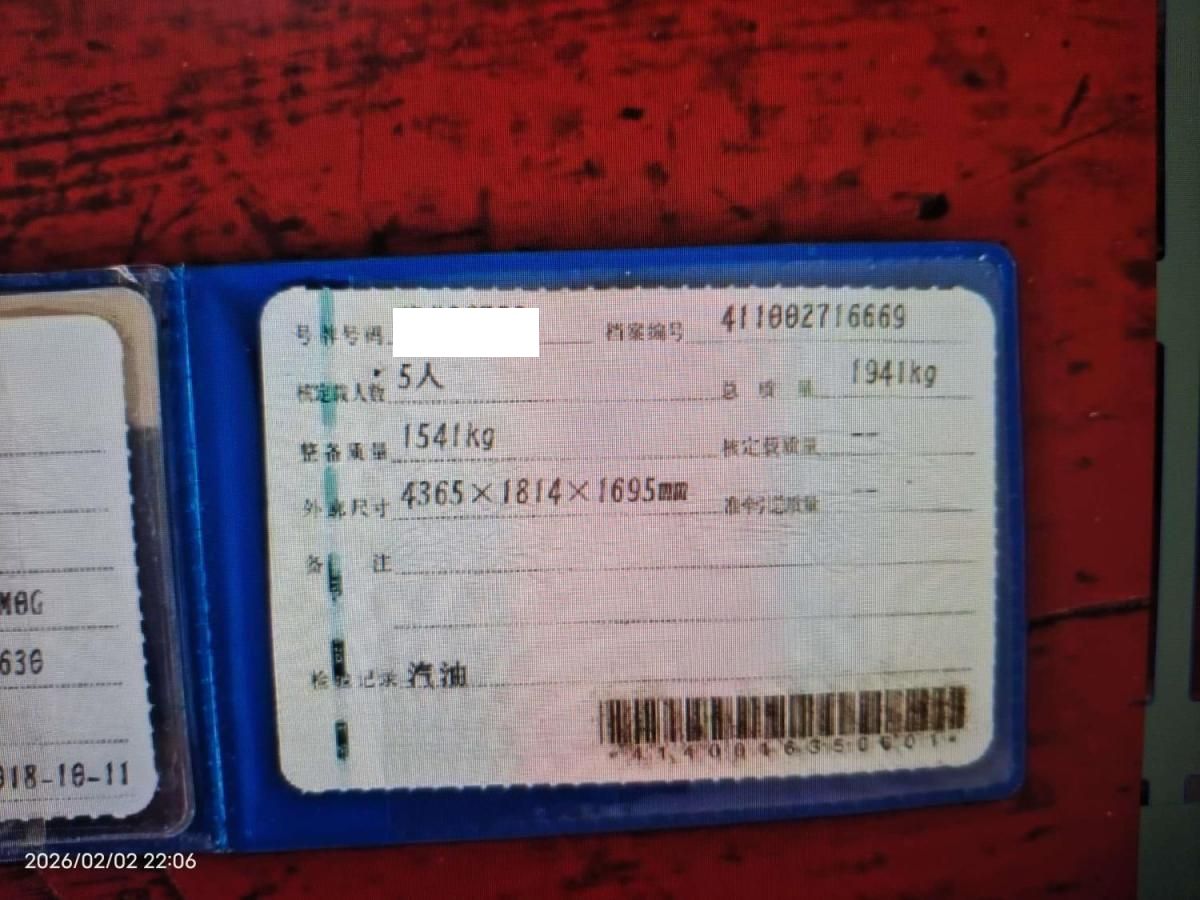 号牌号码
档案编号 411002716669
核定载人数 5人
总质量 1941kg
整备质量 1541kg
核定载质量 --
外廓尺寸 4365×1814×1695mm
准牵引总质量 --
备注
检验记录 汽油
M0G
630
018-10-11
2026/02/02 22:06